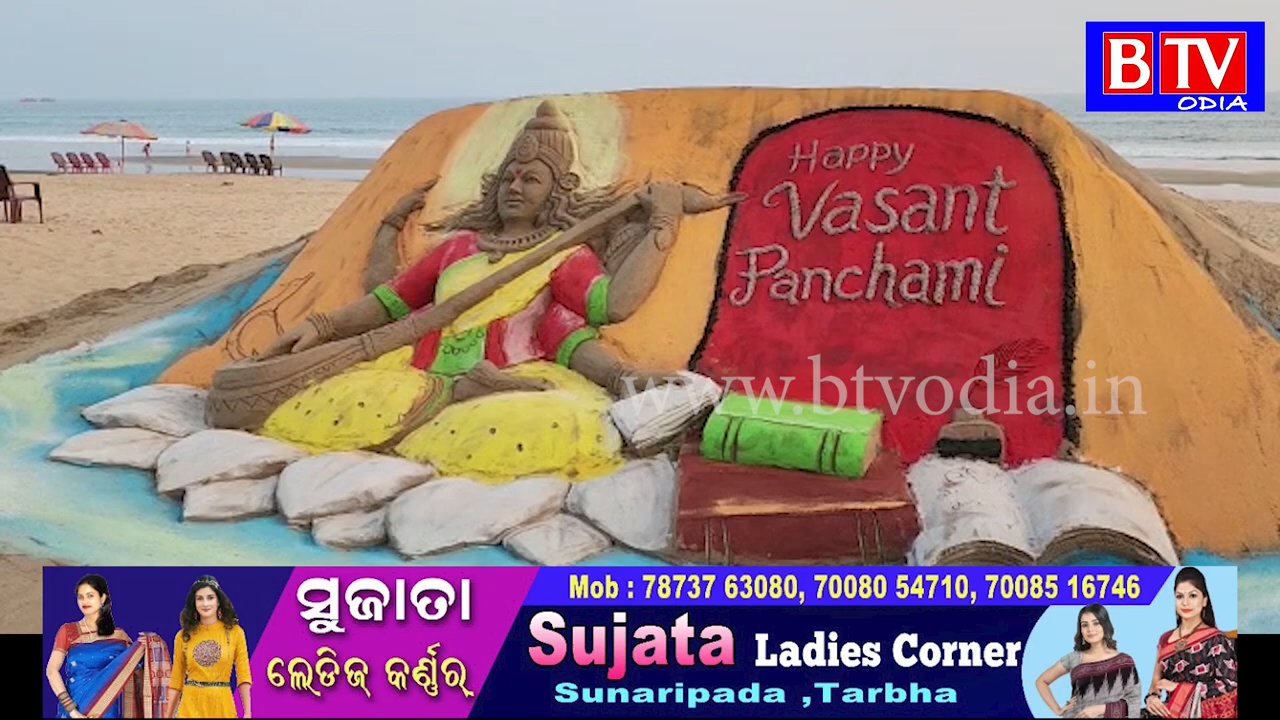 BTV
ODIA
Happy
Vasant
Panchami
www.btvodia.in
ସୁଜାତା
ଲେଡିଜ୍ କର୍ଣ୍ଣର୍
Mob : 78737 63080, 70080 54710, 70085 16746
Sujata Ladies Corner
Sunaripada ,Tarbha